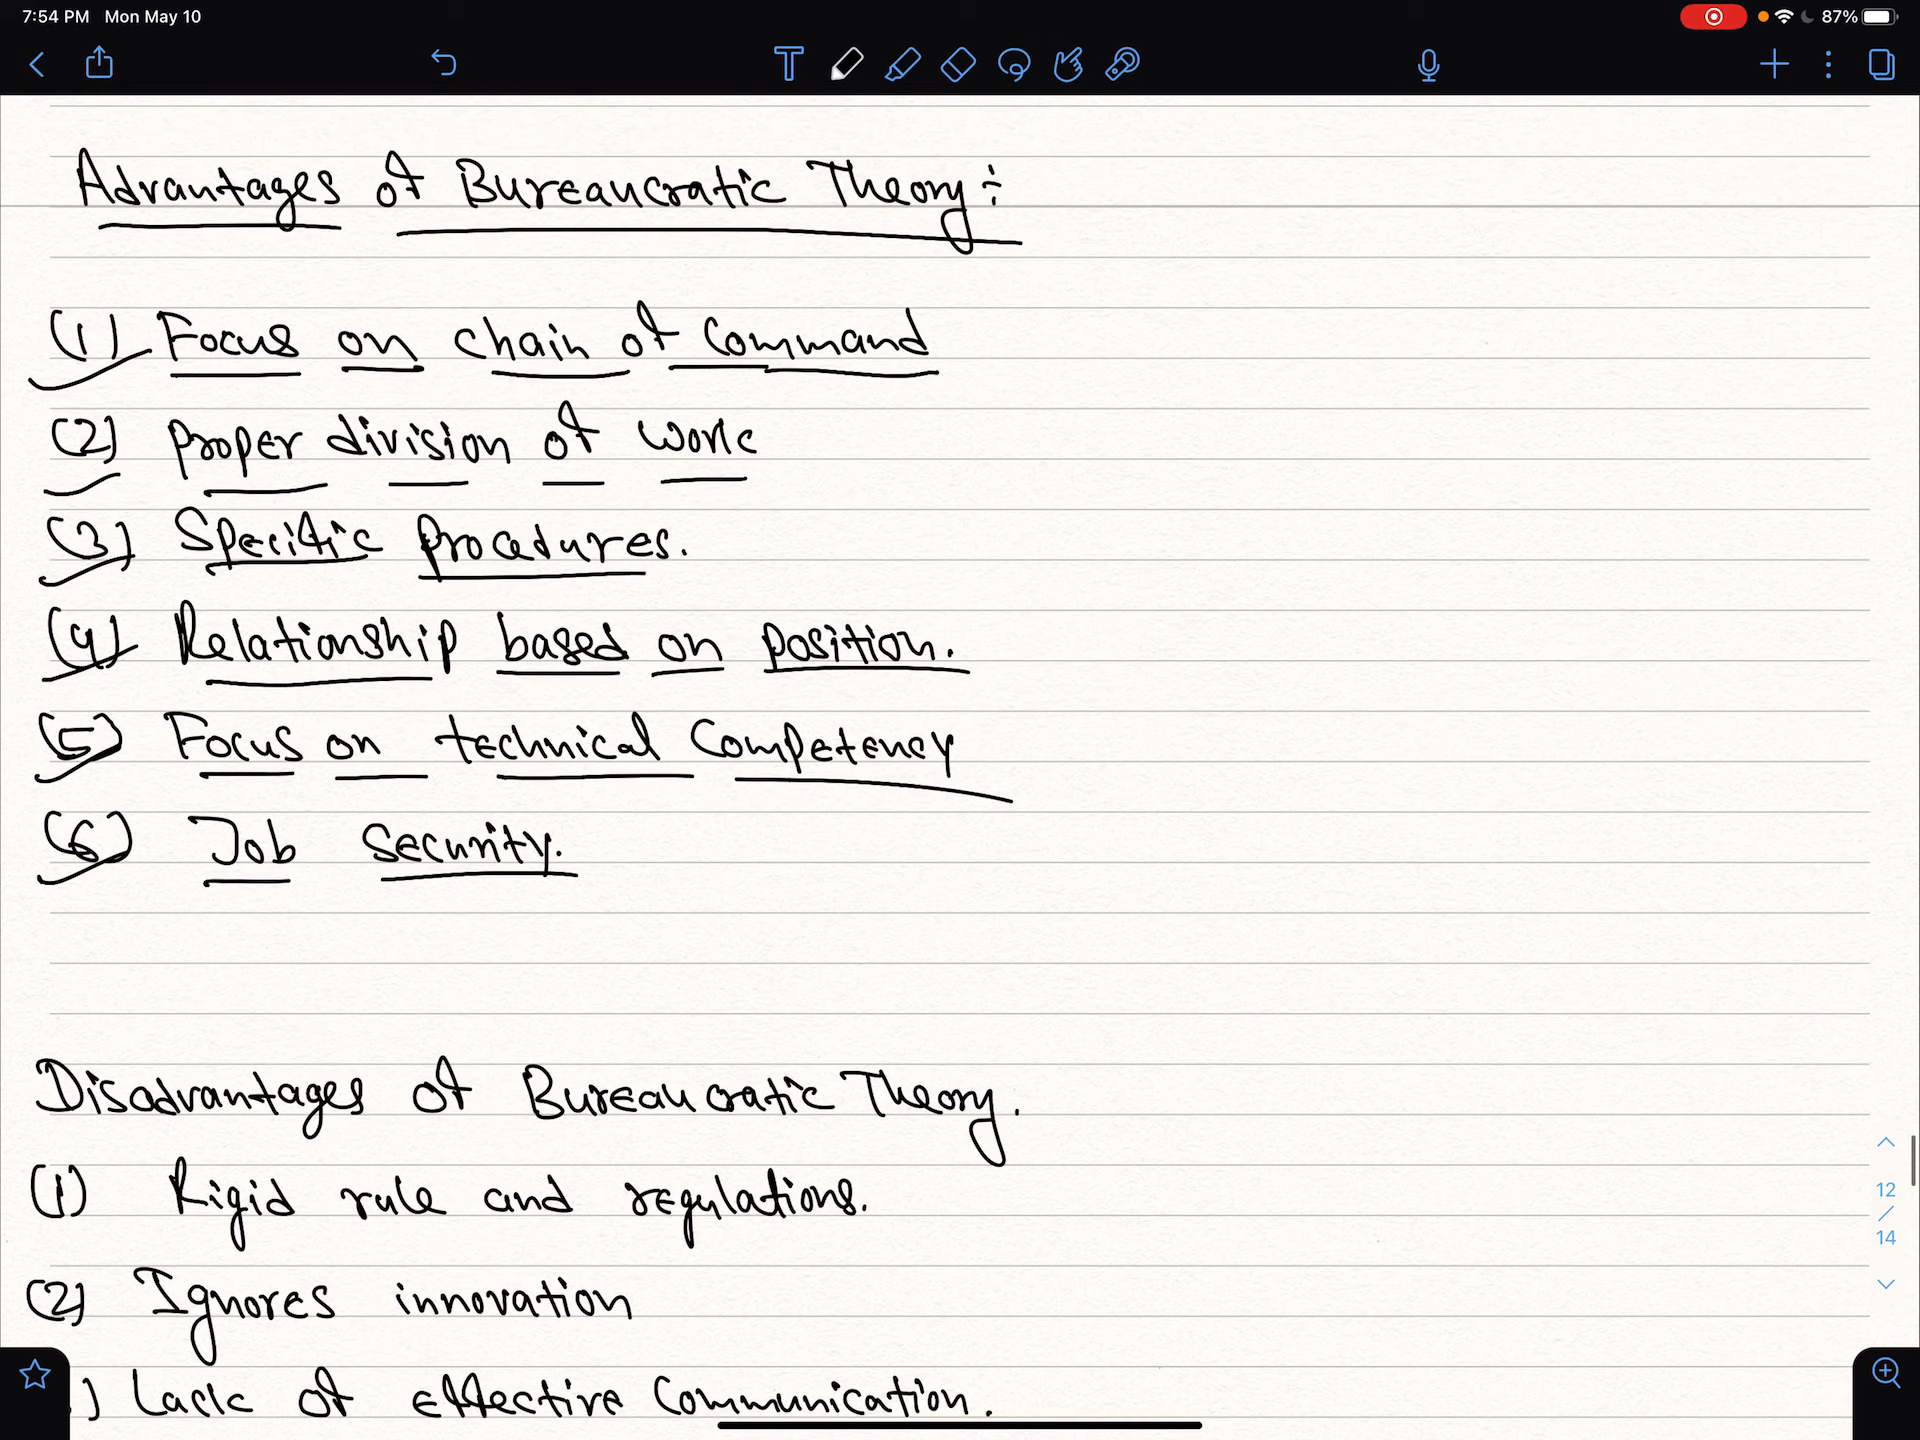 7:54 PM Mon May 10
87%
Advantages of Bureaucratic Theory:
(1) Focus on chain of Command
(2) proper division of work
(3) Specific procedures.
(4) Relationship based on position.
(5) Focus on technical Competency
(6) Job security.
Disadvantages of Bureaucratic Theory.
(1) Rigid rule and regulations.
(2) Ignores innovation
) Lack of effective Communication.
12
/
14